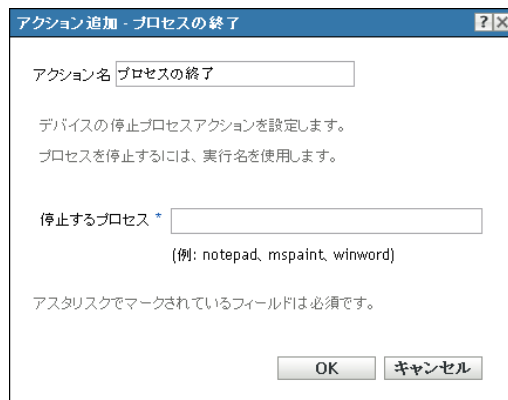 アクション追加 - プロセスの終了
アクション名 プロセスの終了
デバイスの停止プロセスアクションを設定します。
プロセスを停止するには、実行名を使用します。
停止するプロセス *
(例: notepad、mspaint、winword)
アスタリスクでマークされているフィールドは必須です。
OK キャンセル